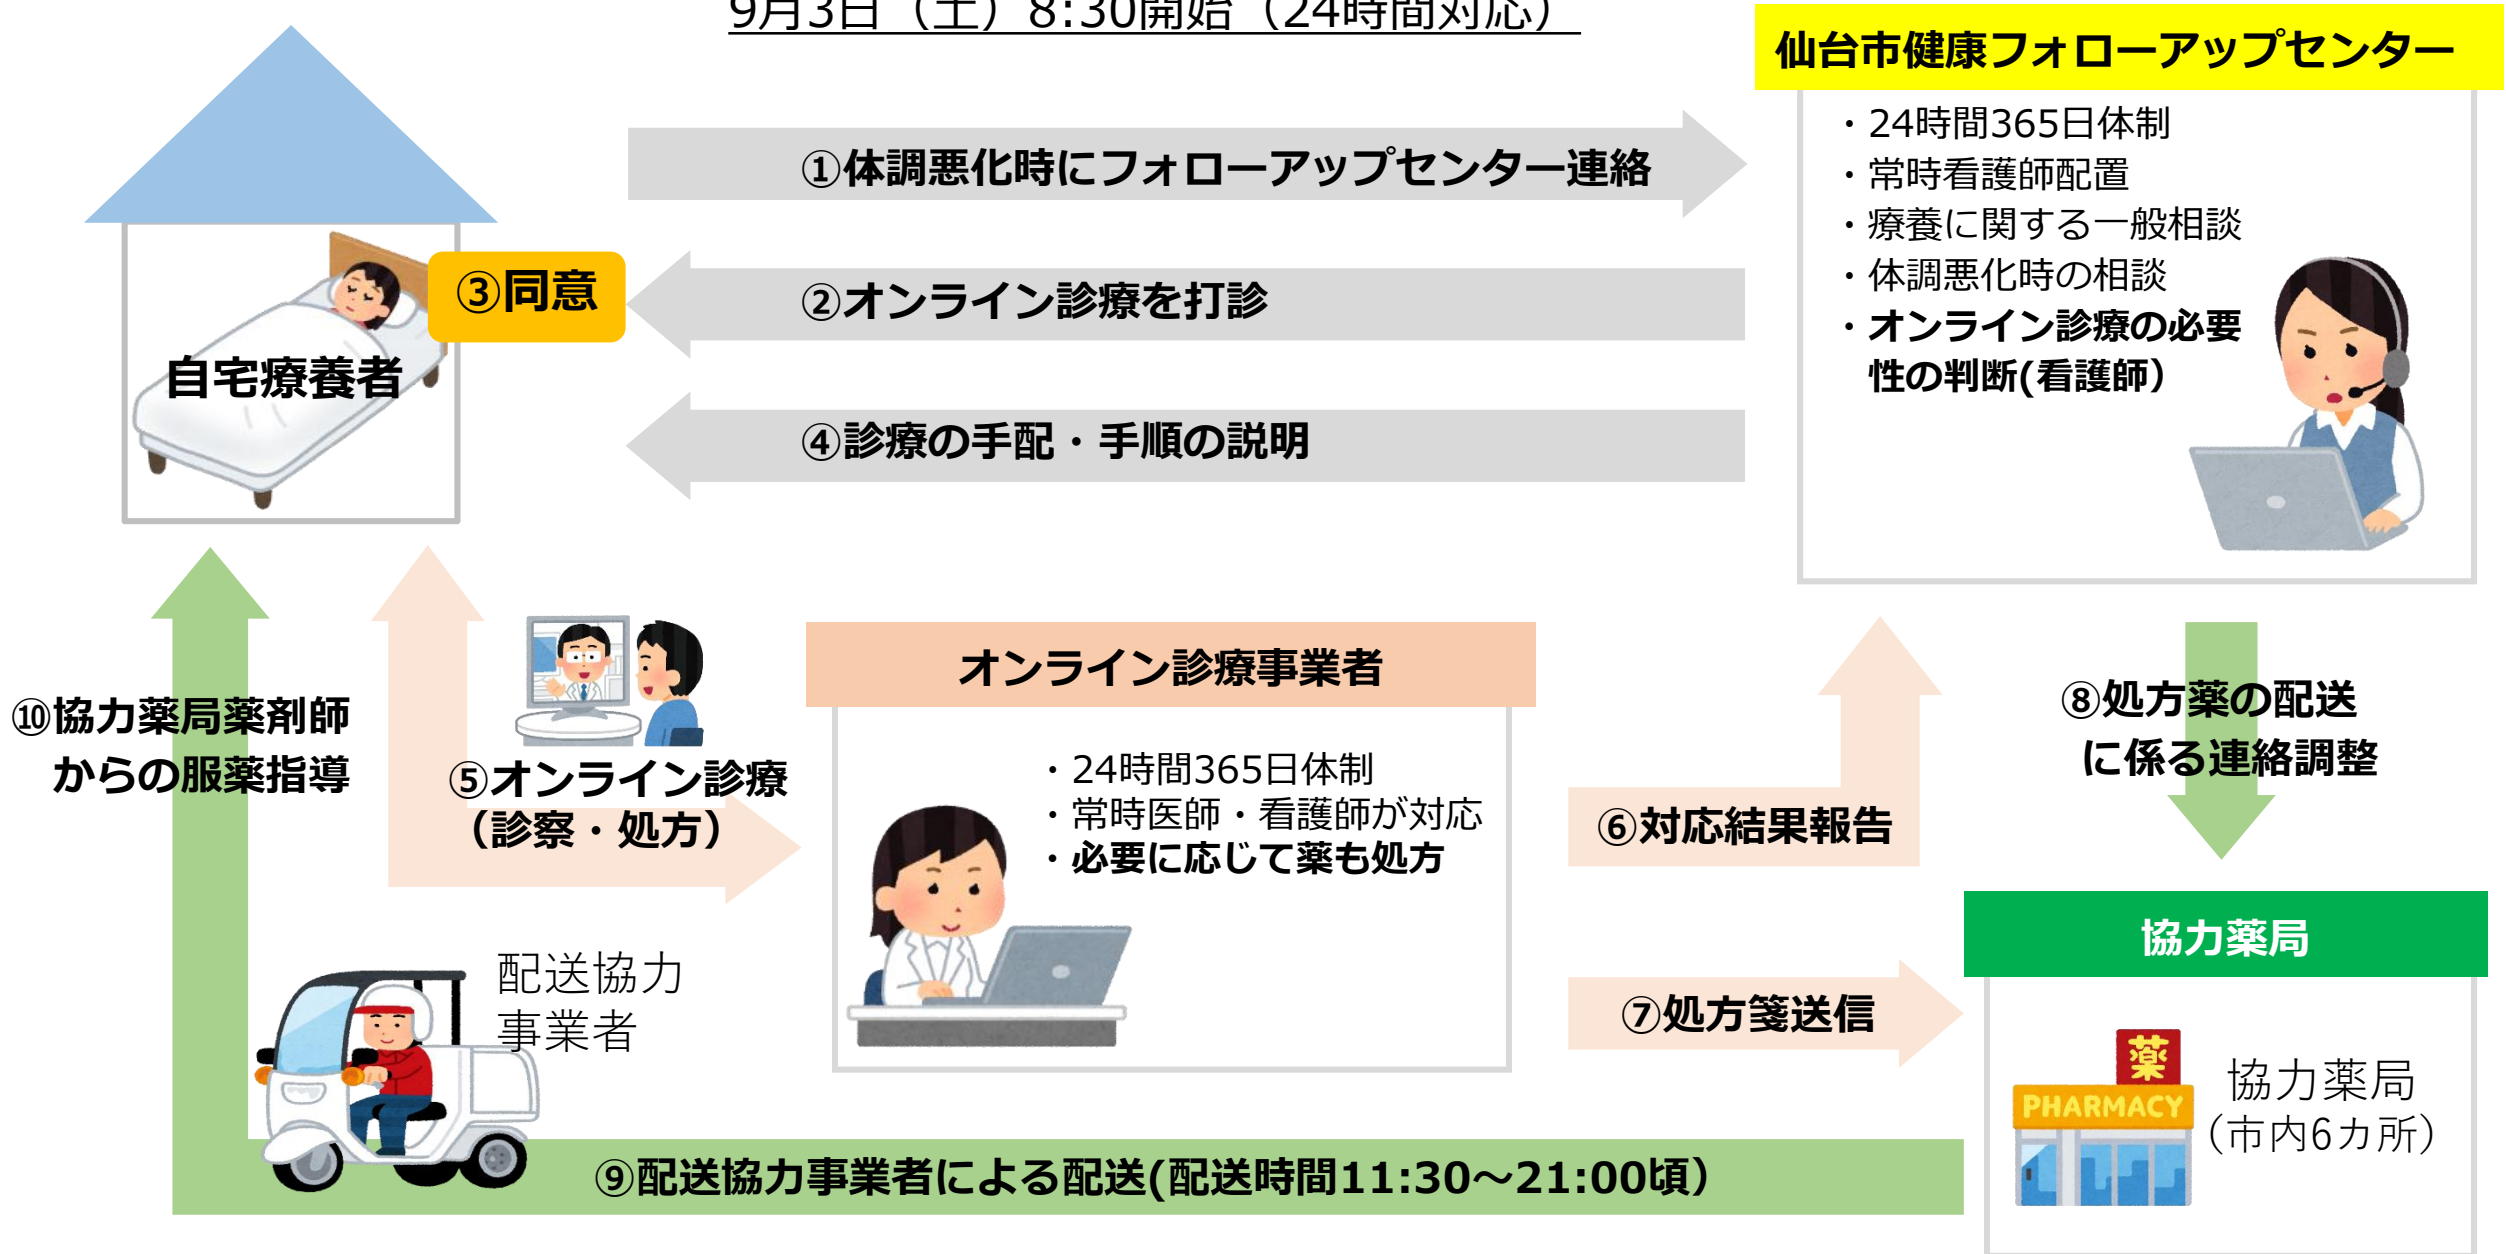 9月3日（土）8:30開始（24時間対応）
仙台市健康フォローアップセンター
・24時間365日体制
・常時看護師配置
・療養に関する一般相談
・体調悪化時の相談
・オンライン診療の必要
性の判断(看護師）
①体調悪化時にフォローアップセンター連絡
②オンライン診療を打診
③同意
④診療の手配・手順の説明
自宅療養者
⑤オンライン診療
（診察・処方）
オンライン診療事業者
・24時間365日体制
・常時医師・看護師が対応
・必要に応じて薬も処方
⑥対応結果報告
⑦処方箋送信
⑧処方薬の配送
に係る連絡調整
協力薬局
薬
PHARMACY
協力薬局
（市内6カ所）
配送協力
事業者
⑨配送協力事業者による配送(配送時間11:30～21:00頃）
⑩協力薬局薬剤師
からの服薬指導